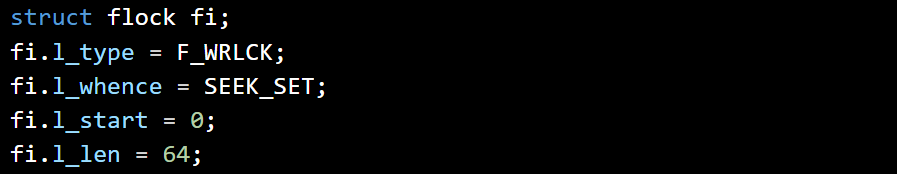 struct flock fi;
fi.l_type = F_WRLCK;
fi.l_whence = SEEK_SET;
fi.l_start = 0;
fi.l_len = 64;